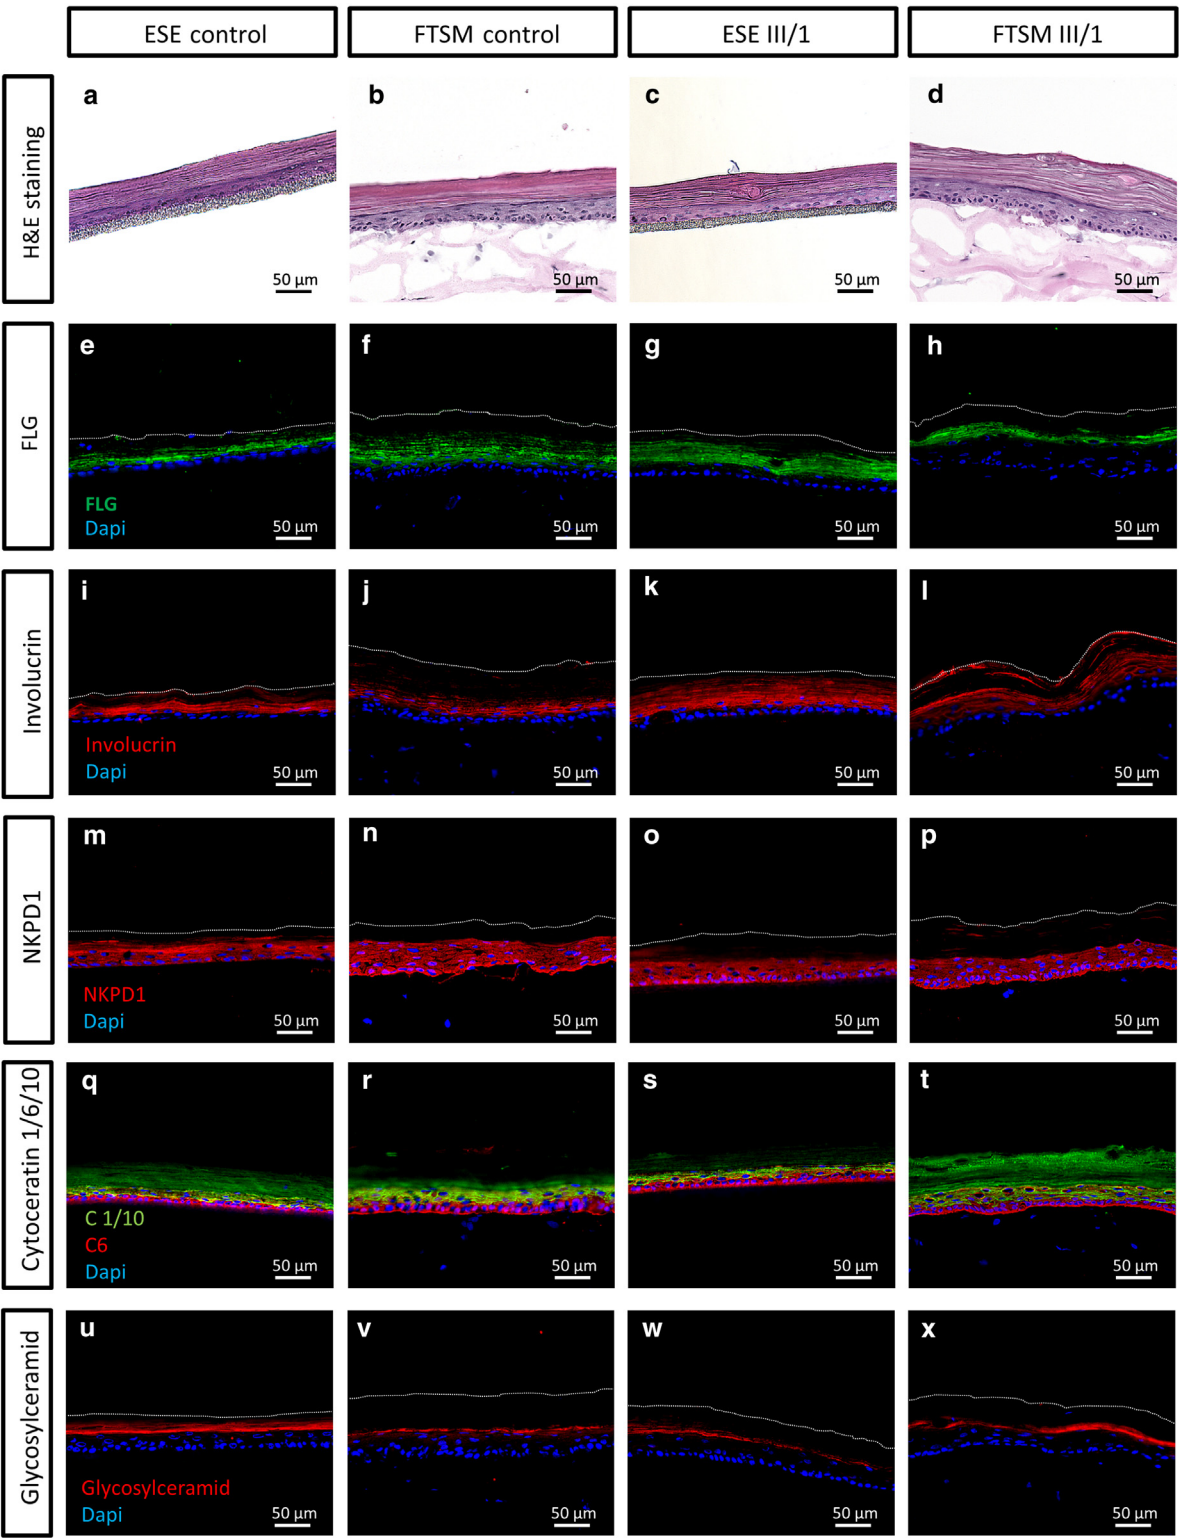 ESE control
FTSM control
ESE III/1
FTSM III/1
H&E staining
a
b
c
d
50 µm
50 µm
50 µm
50 µm
FLG
e
f
g
h
FLG
Dapi
50 µm
50 µm
50 µm
50 µm
Involucrin
i
j
k
l
Involucrin
Dapi
50 µm
50 µm
50 µm
50 µm
NKPD1
m
n
o
p
NKPD1
Dapi
50 µm
50 µm
50 µm
50 µm
Cytoceratin 1/6/10
q
r
s
t
C 1/10
C6
Dapi
50 µm
50 µm
50 µm
50 µm
Glycosylceramid
u
v
w
x
Glycosylceramid
Dapi
50 µm
50 µm
50 µm
50 µm